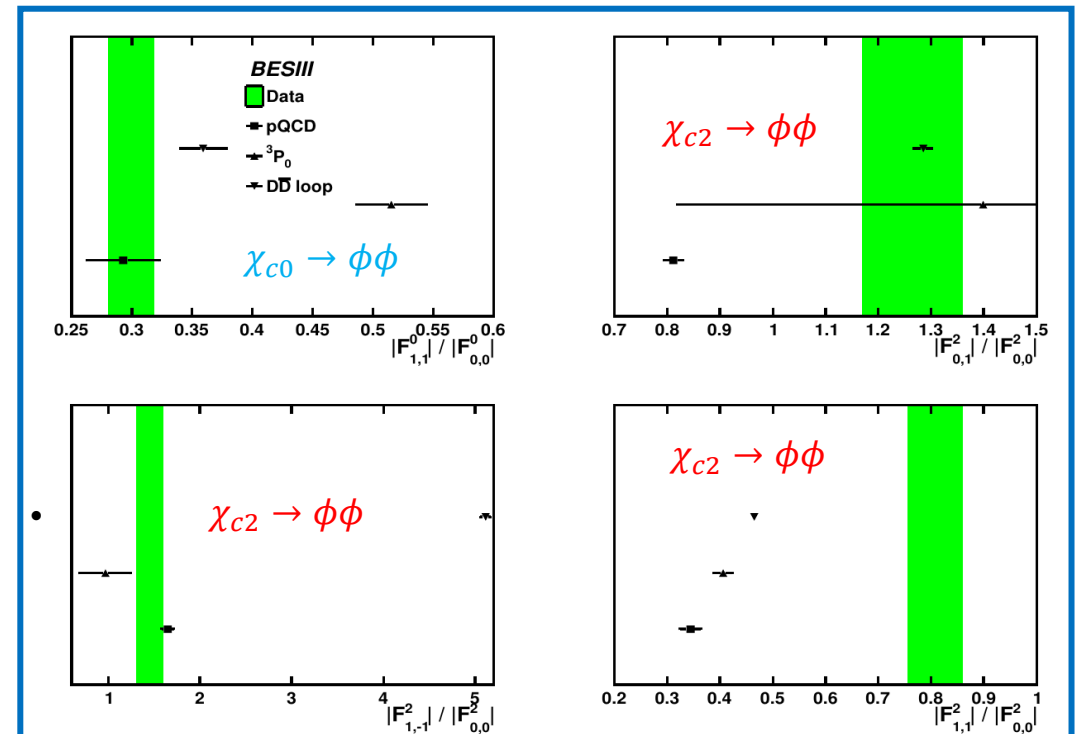 BESIII
Data
pQCD
³P₀
DD̅ loop
χc0 → ϕϕ
0.25 0.3 0.35 0.4 0.45 0.5 0.55 0.6
|F⁰₁,₁| / |F⁰₀,₀|
χc2 → ϕϕ
0.7 0.8 0.9 1 1.1 1.2 1.3 1.4 1.5
|F²₀,₁| / |F²₀,₀|
•
χc2 → ϕϕ
1 2 3 4 5
|F²₁,₋₁| / |F²₀,₀|
χc2 → ϕϕ
0.2 0.3 0.4 0.5 0.6 0.7 0.8 0.9 1
|F²₁,₁| / |F²₀,₀|